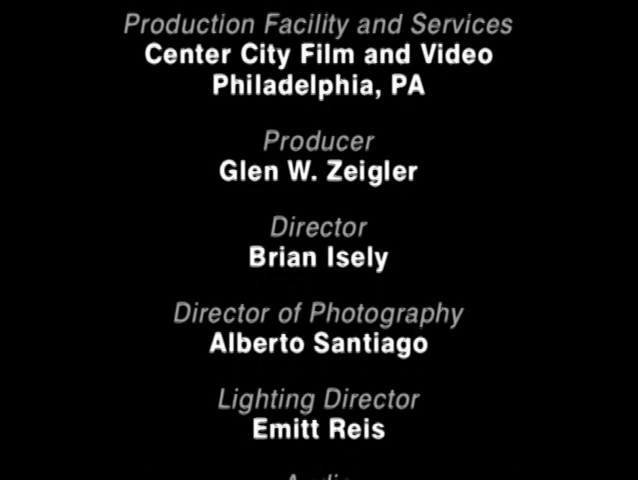 Production Facility and Services
Center City Film and Video
Philadelphia, PA
Producer
Glen W. Zeigler
Director
Brian Isely
Director of Photography
Alberto Santiago
Lighting Director
Emitt Reis